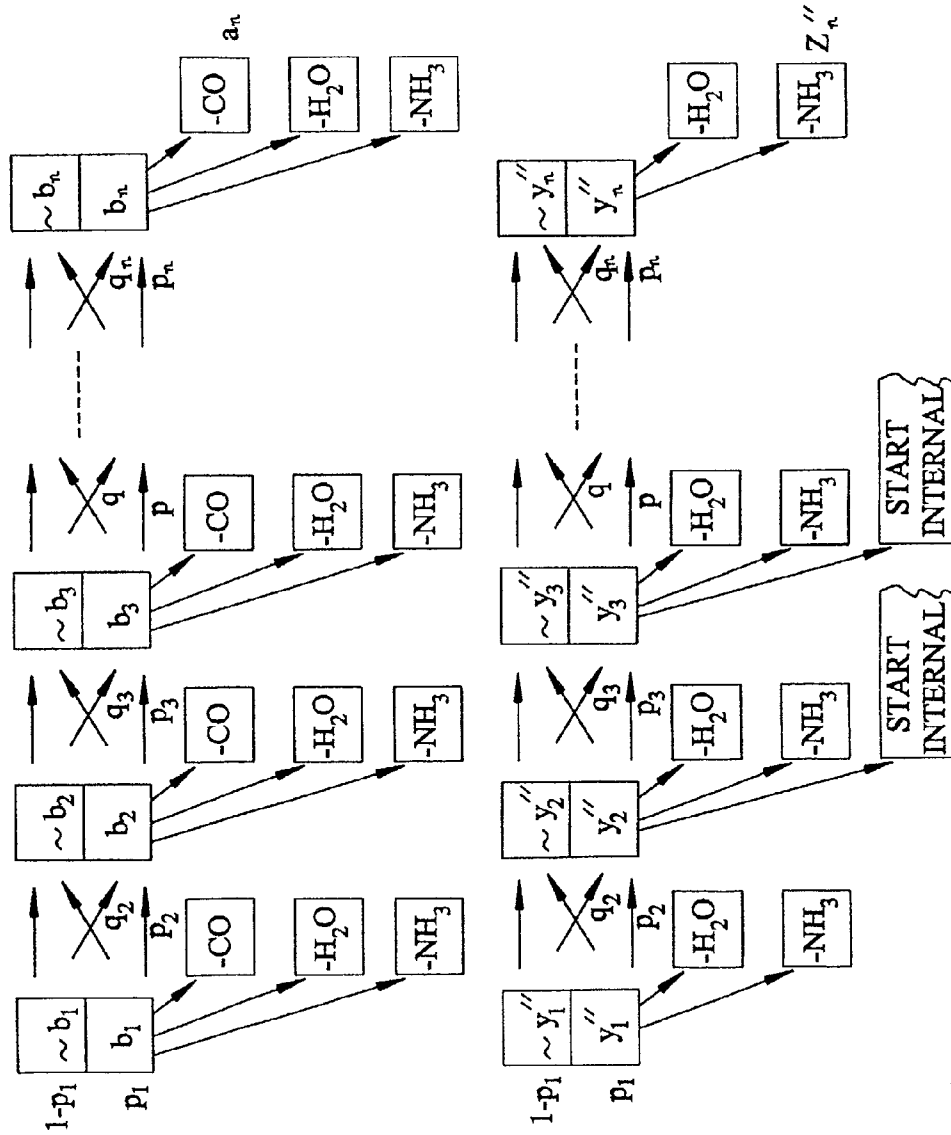 ~b₁ ~b₂ ~b₃ ~bₙ
1-p₁
b₁ b₂ b₃ bₙ
p₁
q₂ q₃ q qₙ
p₂ p₃ p pₙ
-CO -CO -CO -CO
aₙ
-H₂O -H₂O -H₂O -H₂O
-NH₃ -NH₃ -NH₃ -NH₃
~y₁″ ~y₂″ ~y₃″ ~yₙ″
1-p₁
y₁″ y₂″ y₃″ yₙ″
p₁
q₂ q₃ q qₙ
p₂ p₃ p pₙ
-H₂O -H₂O -H₂O -H₂O
-NH₃ -NH₃ -NH₃ -NH₃
Zₙ″
START START
INTERNAL INTERNAL